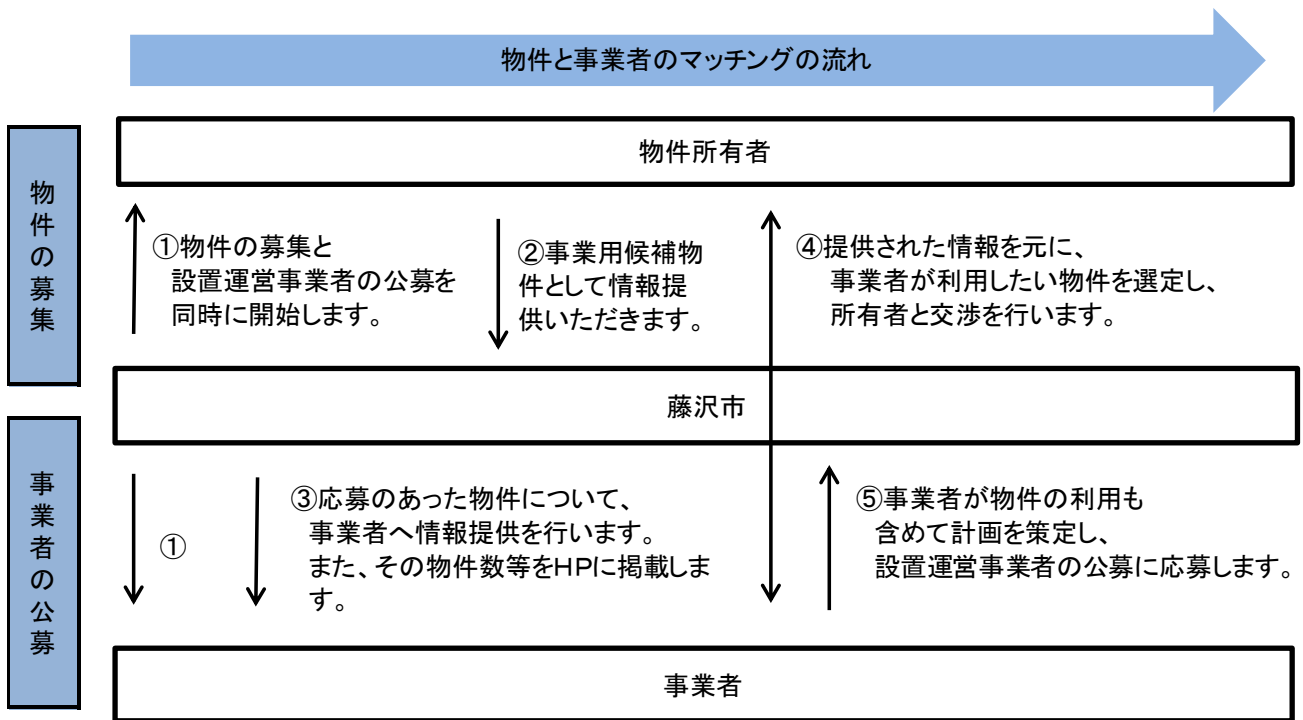 物件と事業者のマッチングの流れ
物件所有者
物件の募集
①物件の募集と
設置運営事業者の公募を
同時に開始します。
②事業用候補物
件として情報提
供いただきます。
④提供された情報を元に、
事業者が利用したい物件を選定し、
所有者と交渉を行います。
藤沢市
事業者の公募
①
③応募のあった物件について、
事業者へ情報提供を行います。
また、その物件数等をHPに掲載しま
す。
⑤事業者が物件の利用も
含めて計画を策定し、
設置運営事業者の公募に応募します。
事業者